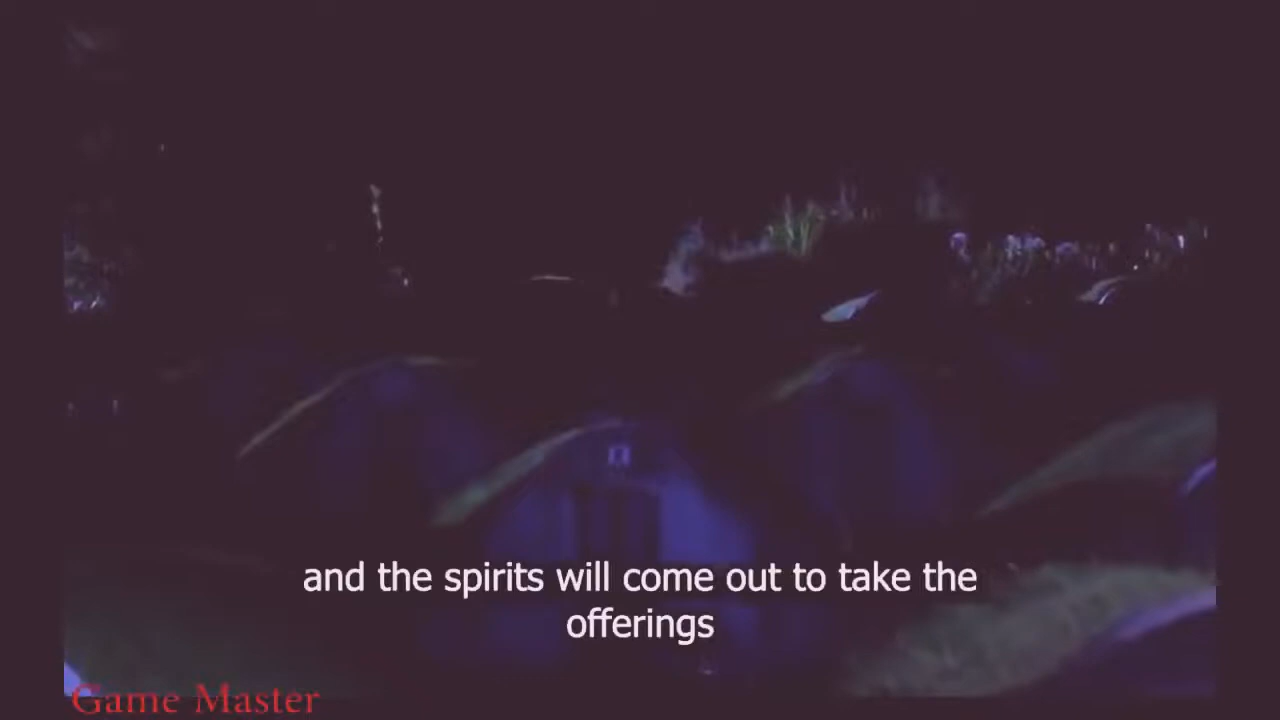 and the spirits will come out to take the
offerings
Game Master